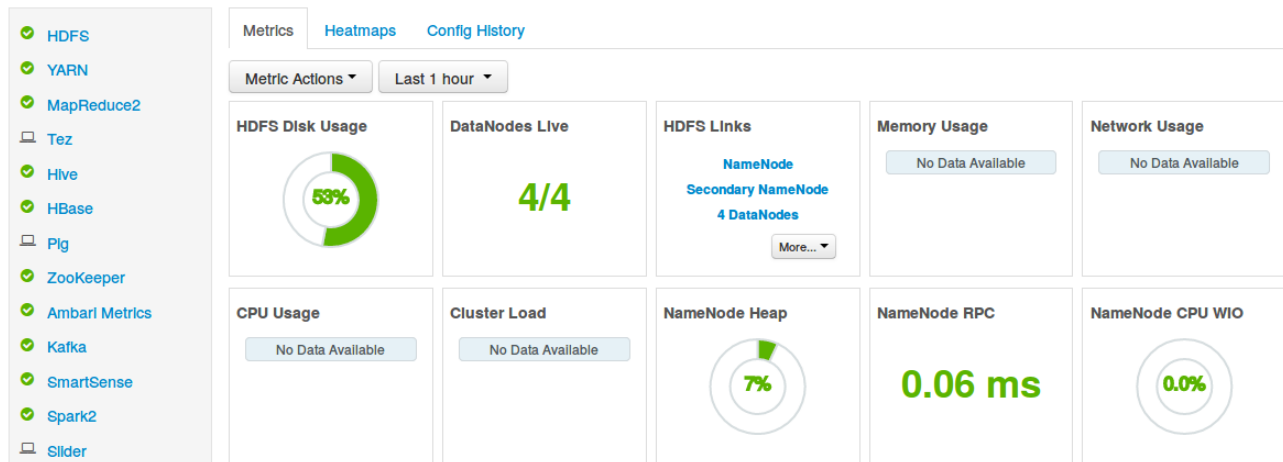 HDFS
YARN
MapReduce2
Tez
Hive
HBase
Pig
ZooKeeper
Ambari Metrics
Kafka
SmartSense
Spark2
Slider
Metrics
Heatmaps
Config History
Metric Actions
Last 1 hour
HDFS Disk Usage
53%
DataNodes Live
4/4
HDFS Links
NameNode
Secondary NameNode
4 DataNodes
More...
Memory Usage
No Data Available
Network Usage
No Data Available
CPU Usage
No Data Available
Cluster Load
No Data Available
NameNode Heap
7%
NameNode RPC
0.06 ms
NameNode CPU WIO
0.0%